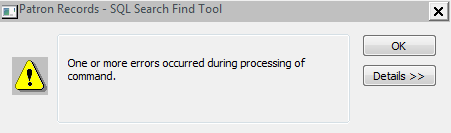 Patron Records - SQL Search Find Tool
OK
One or more errors occurred during processing of
command.
Details >>